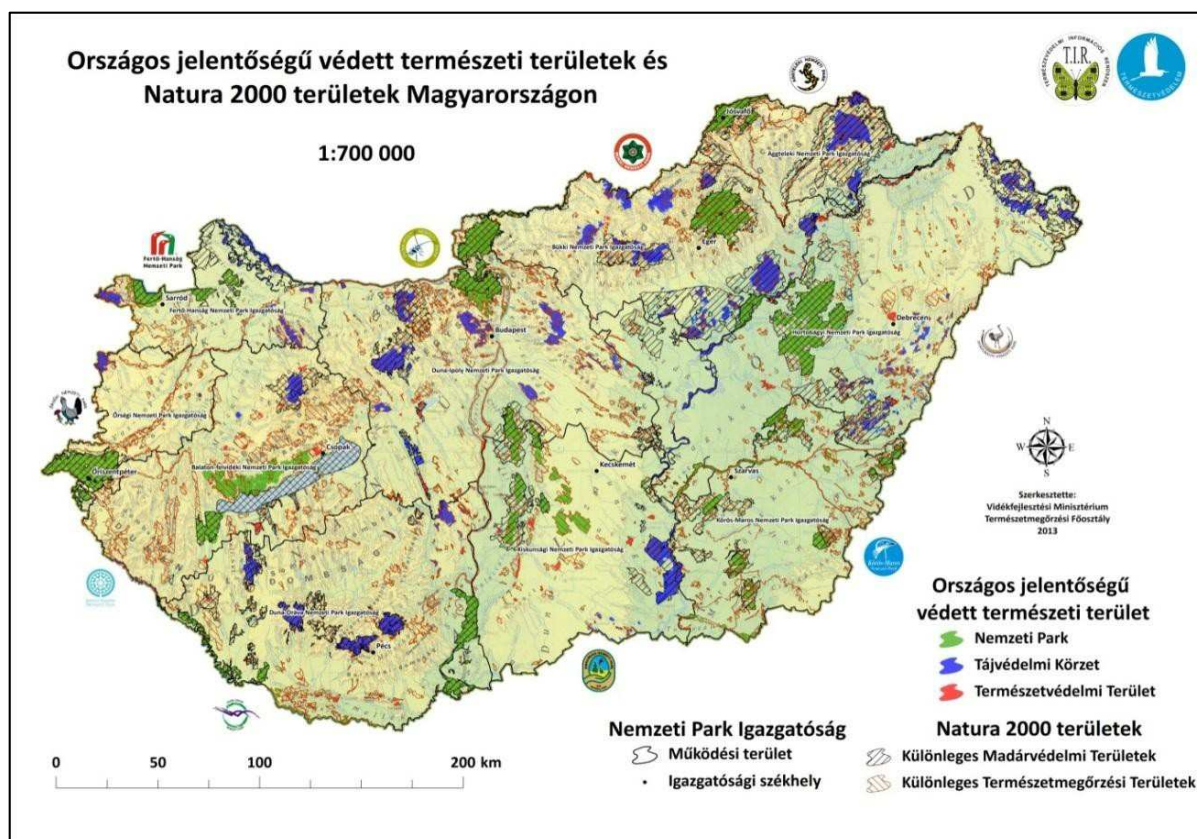 Országos jelentőségű védett természeti területek és
Natura 2000 területek Magyarországon
1:700 000
T.I.R.
TERMÉSZETVÉDELEM
Fertő-Hanság
Nemzeti Park
Jósvafő
Aggteleki Nemzeti Park Igazgatóság
Bükki Nemzeti Park Igazgatóság
Eger
Sarród
Fertő-Hanság Nemzeti Park Igazgatóság
Budapest
Debrecen
Hortobágyi Nemzeti Park Igazgatóság
Duna-Ipoly Nemzeti Park Igazgatóság
Őrségi Nemzeti Park Igazgatóság
Csopak
Balaton-felvidéki Nemzeti Park Igazgatóság
Őriszentpéter
Kecskemét
Szarvas
Körös-Maros Nemzeti Park Igazgatóság
Kiskunsági Nemzeti Park Igazgatóság
Duna-Dráva Nemzeti Park Igazgatóság
Pécs
N
W E
S
Szerkesztette:
Vidékfejlesztési Minisztérium
Természetmegőrzési Főosztály
2013
Országos jelentőségű
védett természeti terület
Nemzeti Park
Tájvédelmi Körzet
Természetvédelmi Terület
Nemzeti Park Igazgatóság
Működési terület
Igazgatósági székhely
Natura 2000 területek
Különleges Madárvédelmi Területek
Különleges Természetmegőrzési Területek
0 50 100 200 km